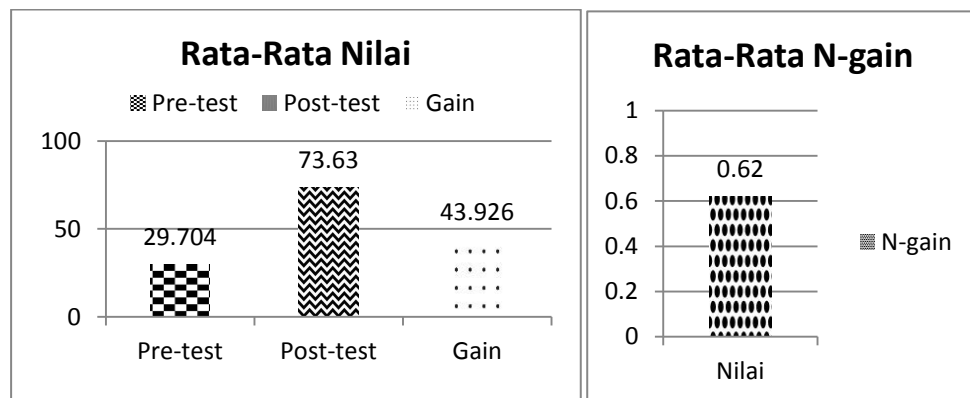 Rata-Rata Nilai
Pre-test Post-test Gain
100
50
0
29.704
73.63
43.926
Pre-test Post-test Gain
Rata-Rata N-gain
1
0.8
0.6
0.4
0.2
0
0.62
Nilai
N-gain